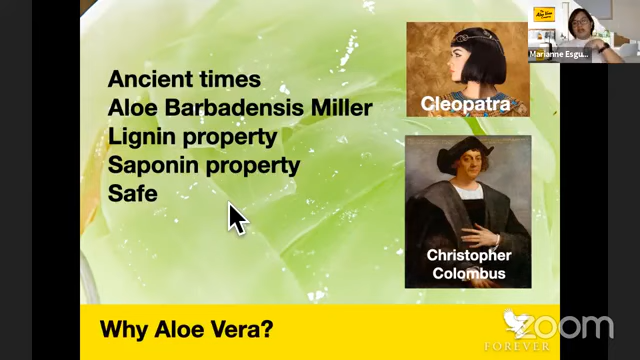 Ancient times
Aloe Barbadensis Miller
Lignin property
Saponin property
Safe
Cleopatra
Christopher
Colombus
Why Aloe Vera?
FOREVER
zoom
Marianne Esgu...